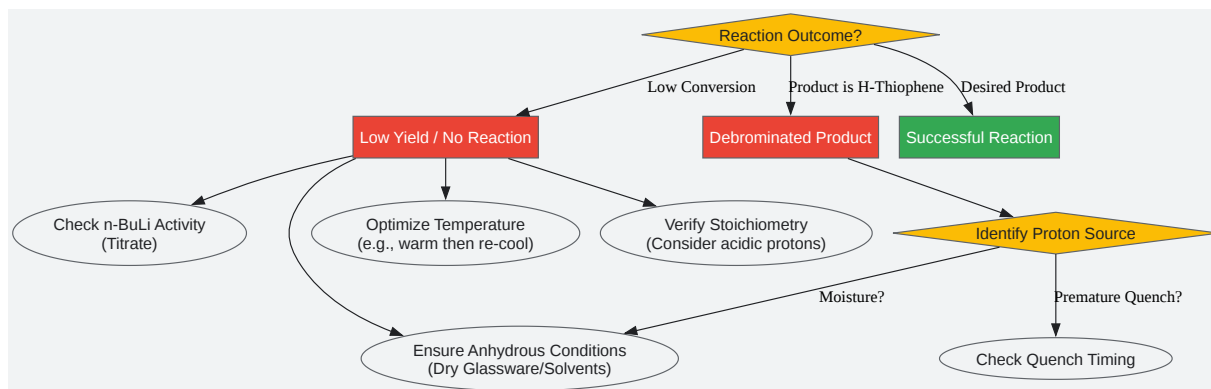 Reaction Outcome?
Low Conversion
Product is H-Thiophene
Desired Product
Low Yield / No Reaction
Debrominated Product
Successful Reaction
Check n-BuLi Activity
(Titrate)
Optimize Temperature
(e.g., warm then re-cool)
Verify Stoichiometry
(Consider acidic protons)
Identify Proton Source
Moisture?
Premature Quench?
Ensure Anhydrous Conditions
(Dry Glassware/Solvents)
Check Quench Timing